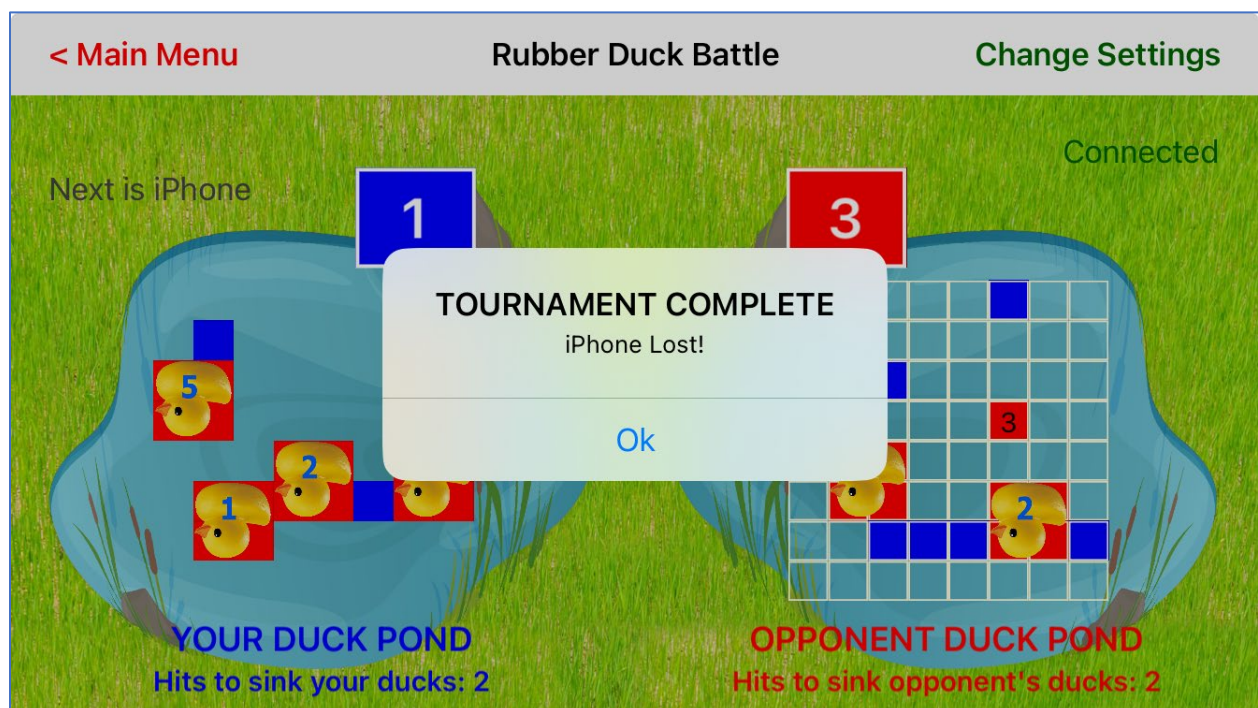 < Main Menu
Rubber Duck Battle
Change Settings
Connected
Next is iPhone
1
3
TOURNAMENT COMPLETE
iPhone Lost!
Ok
5
2
1
3
2
YOUR DUCK POND
Hits to sink your ducks: 2
OPPONENT DUCK POND
Hits to sink opponent's ducks: 2